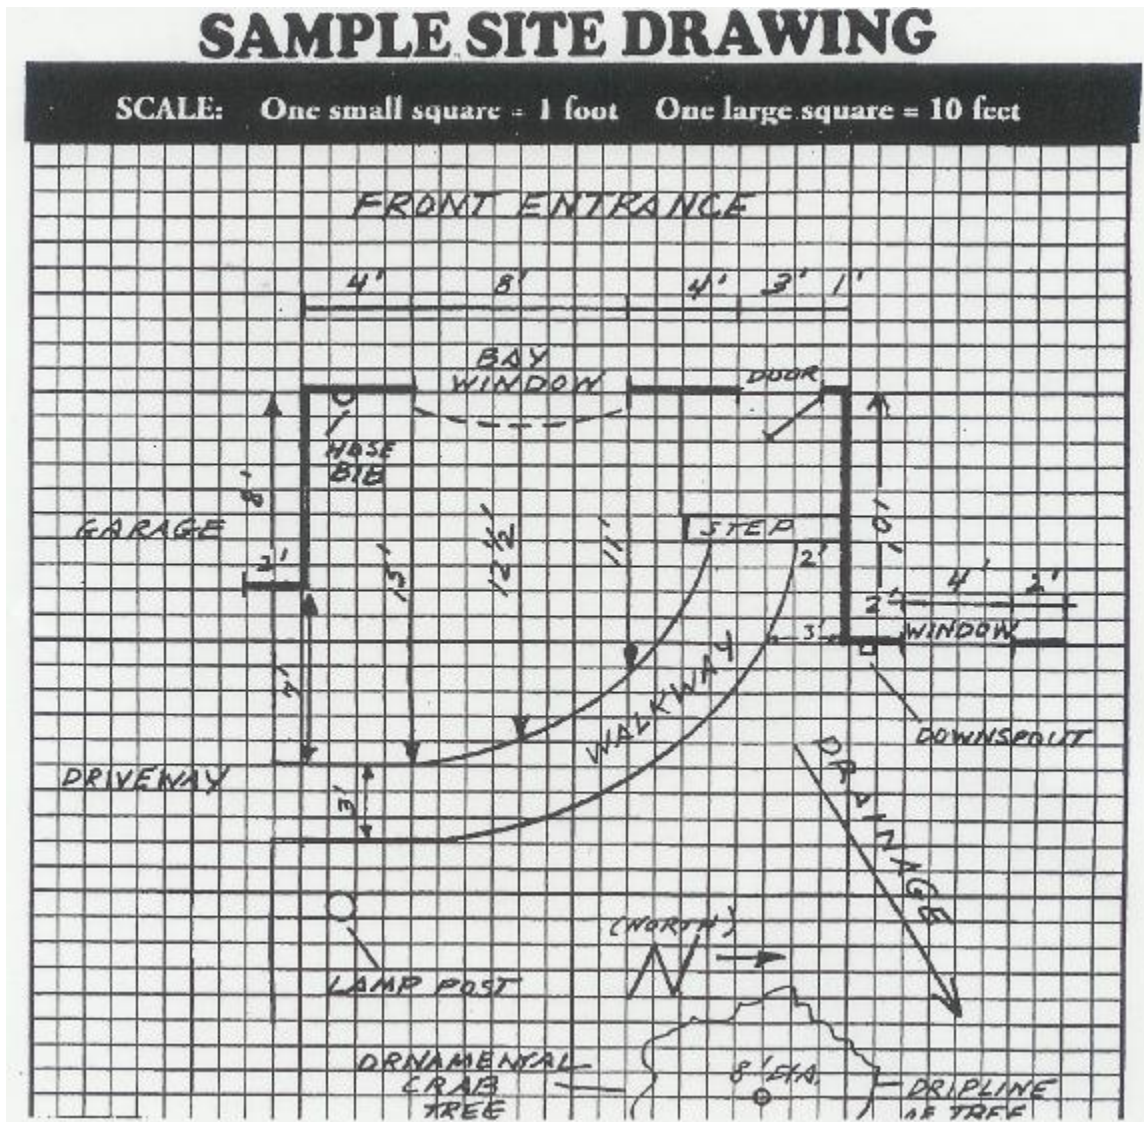 SAMPLE SITE DRAWING
SCALE: One small square = 1 foot One large square = 10 feet
FRONT ENTRANCE
4' 8' 4' 3' 1'
BAY
WINDOW
DOOR
HOSE
BIB
8'
GARAGE
2'
13'
12 1/2'
11'
STEP
2'
10'
4' 2'
2'
3'
WINDOW
7'
WALKWAY
DOWNSPOUT
DRIVEWAY
3'
DRAINAGE
(NORTH)
N
LAMP POST
ORNAMENTAL
CRAB
TREE
8' DIA.
DRIPLINE
OF TREE